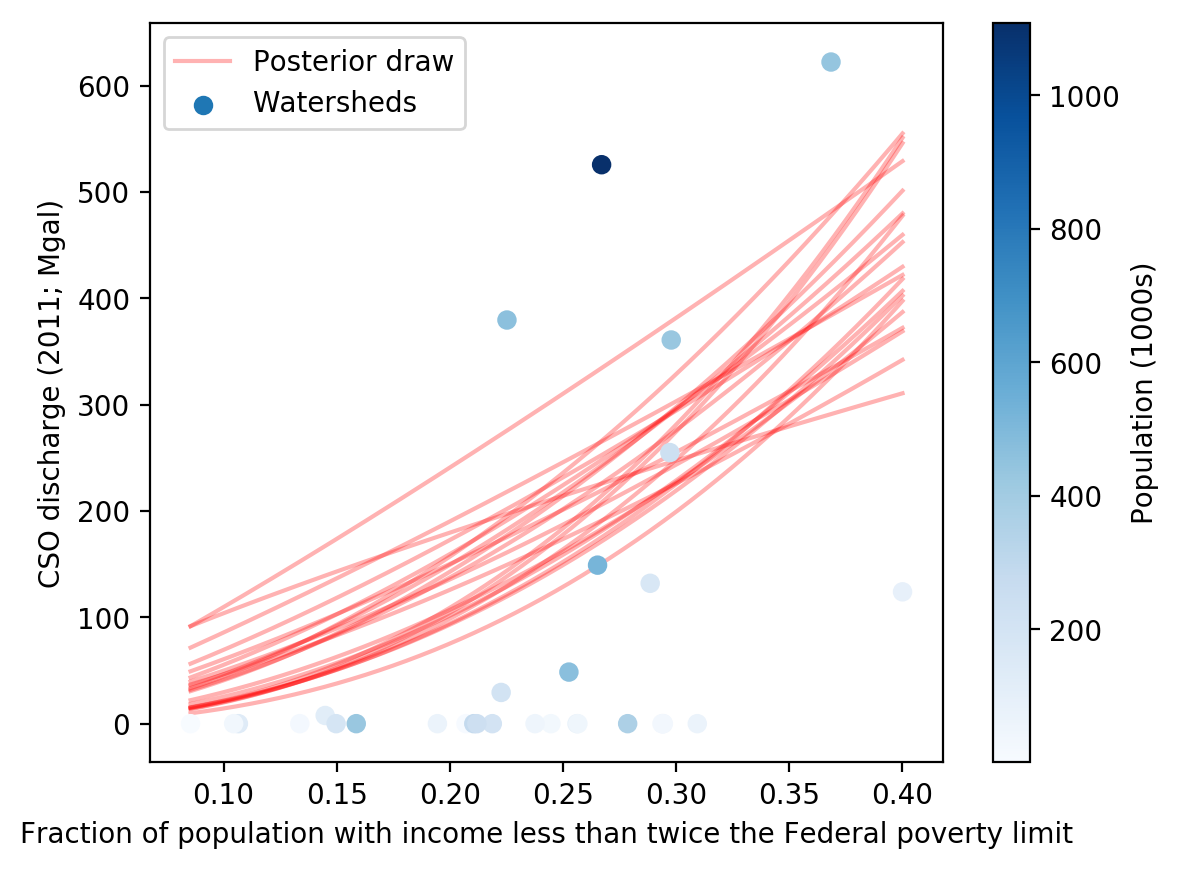 Posterior draw
Watersheds
CSO discharge (2011; Mgal)
600
500
400
300
200
100
0
0.10 0.15 0.20 0.25 0.30 0.35 0.40
Fraction of population with income less than twice the Federal poverty limit
1000
800
600
400
200
Population (1000s)